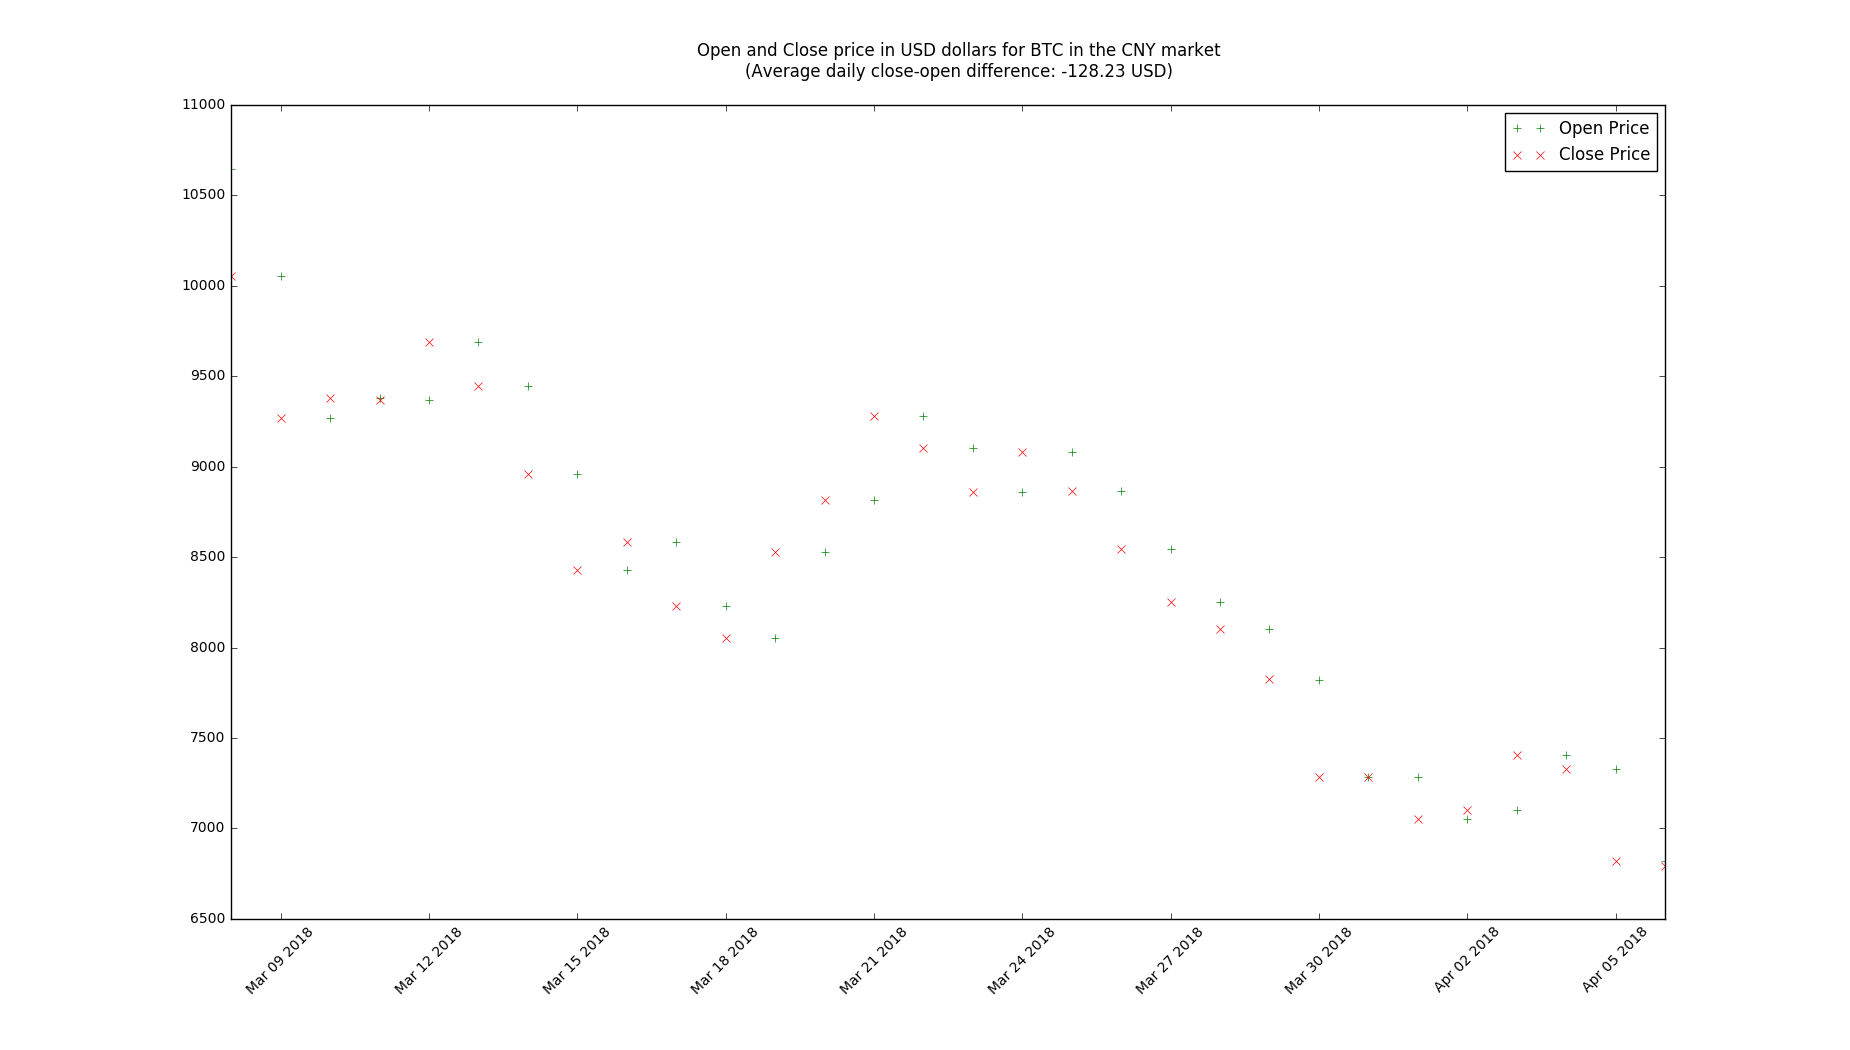 Open and Close price in USD dollars for BTC in the CNY market
(Average daily close-open difference: -128.23 USD)
Open Price
Close Price
11000
10500
10000
9500
9000
8500
8000
7500
7000
6500
Mar 09 2018
Mar 12 2018
Mar 15 2018
Mar 18 2018
Mar 21 2018
Mar 24 2018
Mar 27 2018
Mar 30 2018
Apr 02 2018
Apr 05 2018